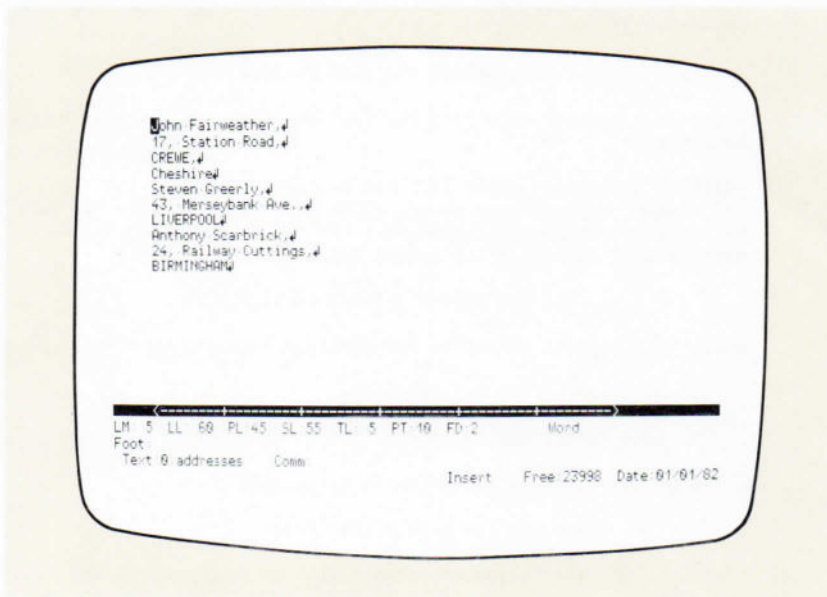 John Fairweather,↲
17, Station Road,↲
CREWE,↲
Cheshire↲
Steven Greerly,↲
43, Merseybank Ave.,↲
LIVERPOOL↲
Anthony Scarbrick,↲
24, Railway Cuttings,↲
BIRMINGHAM↲
LM: 5 LL: 60 PL:45 SL:55 TL: 5 PT:10 FD:2 Word
Foot:
Text 0:addresses Comm
Insert Free:23998 Date:01/01/82